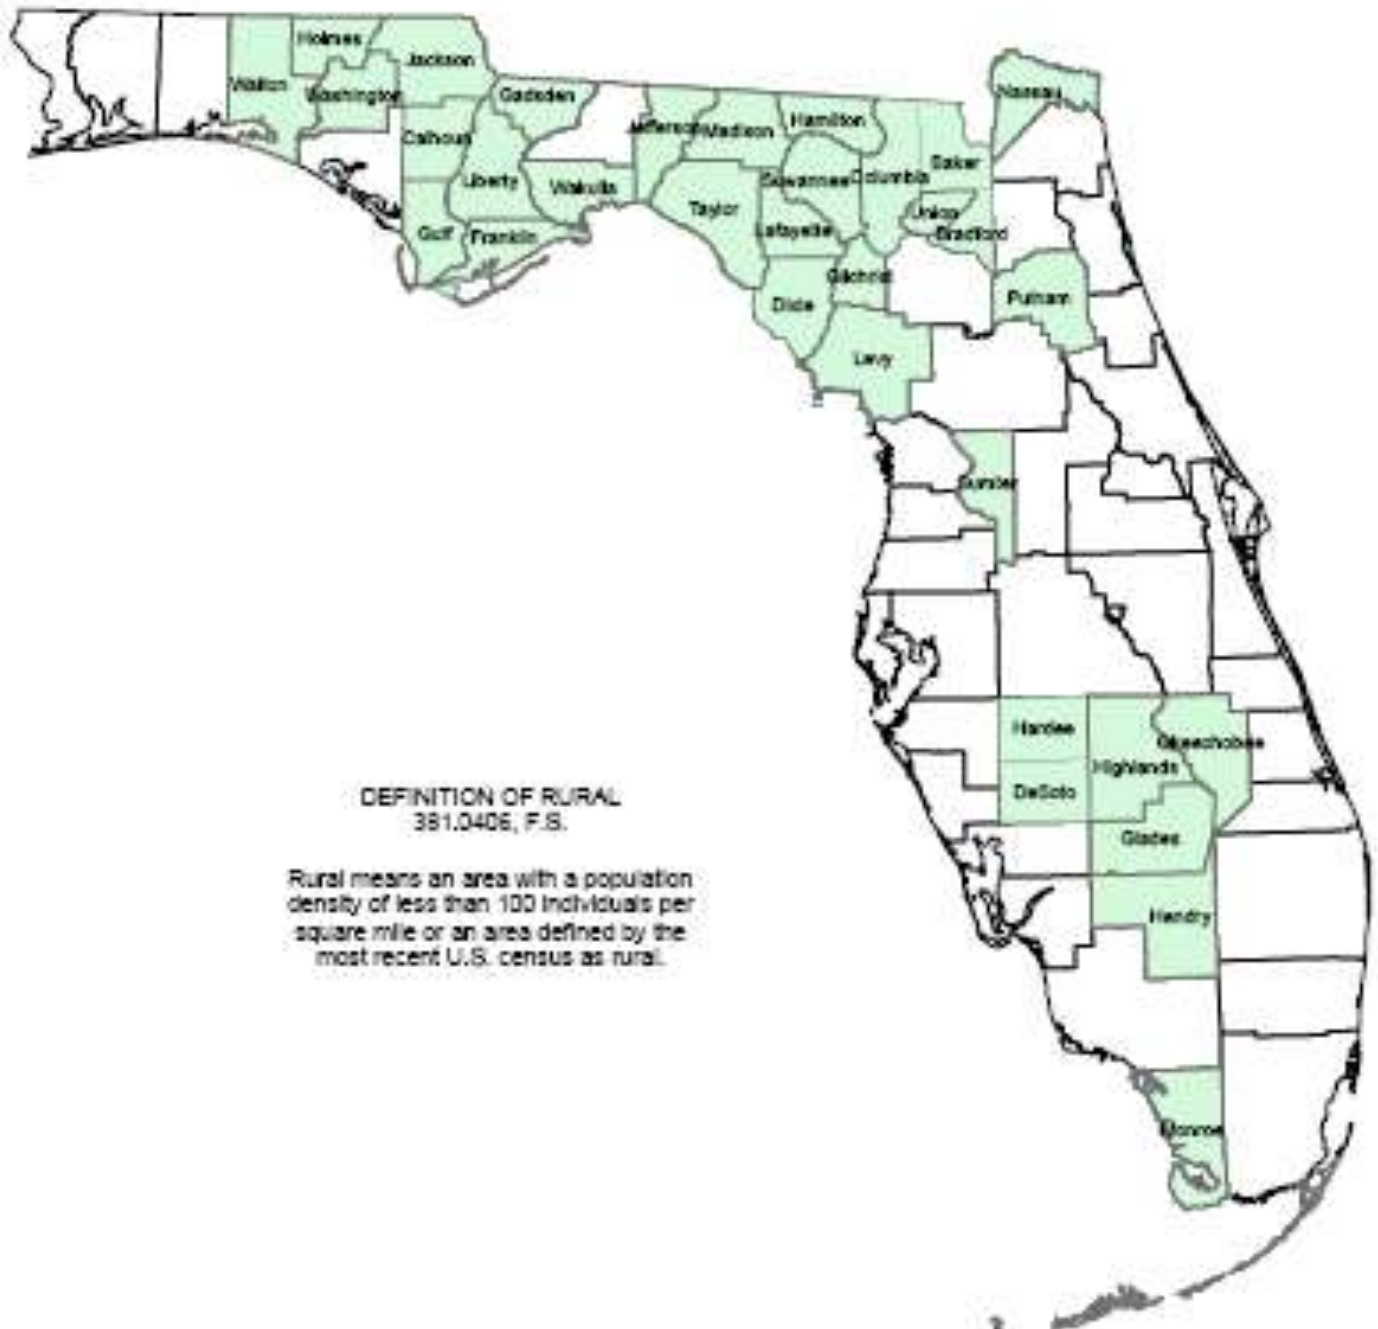 Holmes
Jackson
Walton
Washington
Gadsden
Nassau
Calhoun
Jefferson
Madison
Hamilton
Liberty
Wakulla
Suwannee
Columbia
Baker
Taylor
Union
Gulf
Franklin
Lafayette
Bradford
Gilchrist
Dixie
Putnam
Levy
Sumter
Hardee
Okeechobee
Highlands
DeSoto
Glades
Hendry
Monroe
DEFINITION OF RURAL
381.0406, F.S.
Rural means an area with a population
density of less than 100 individuals per
square mile or an area defined by the
most recent U.S. census as rural.